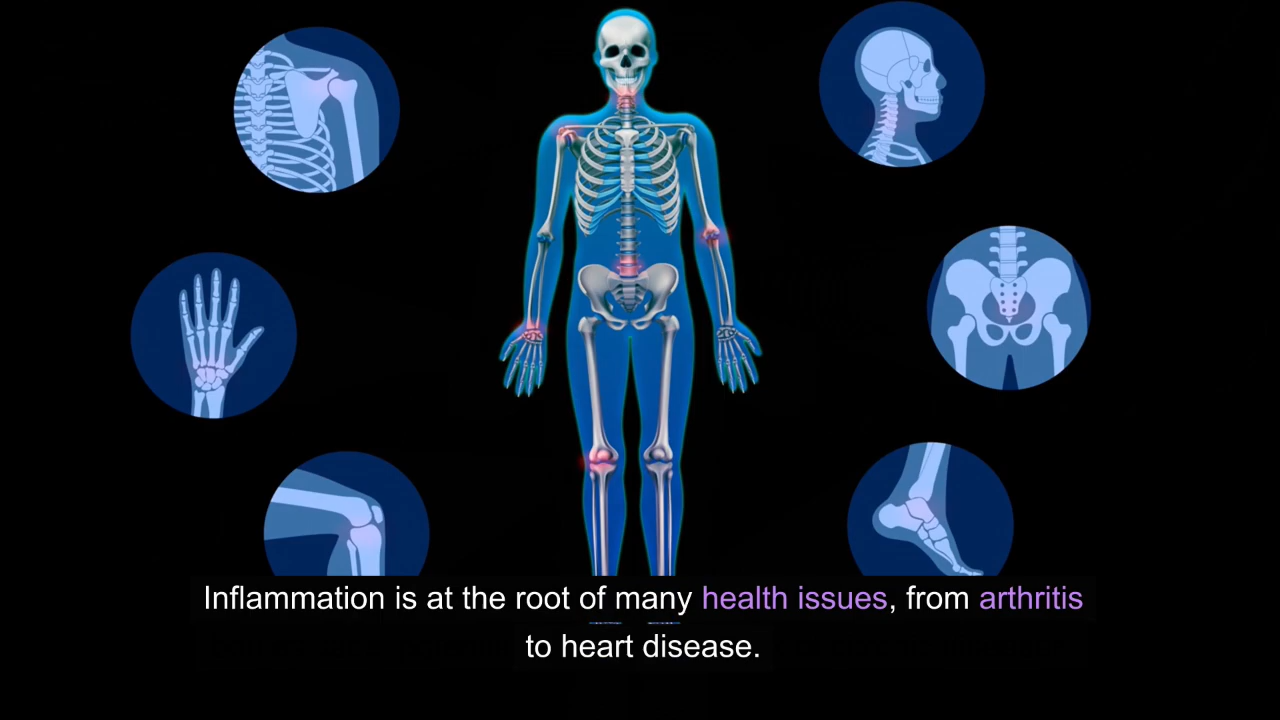 Inflammation is at the root of many health issues, from arthritis
to heart disease.